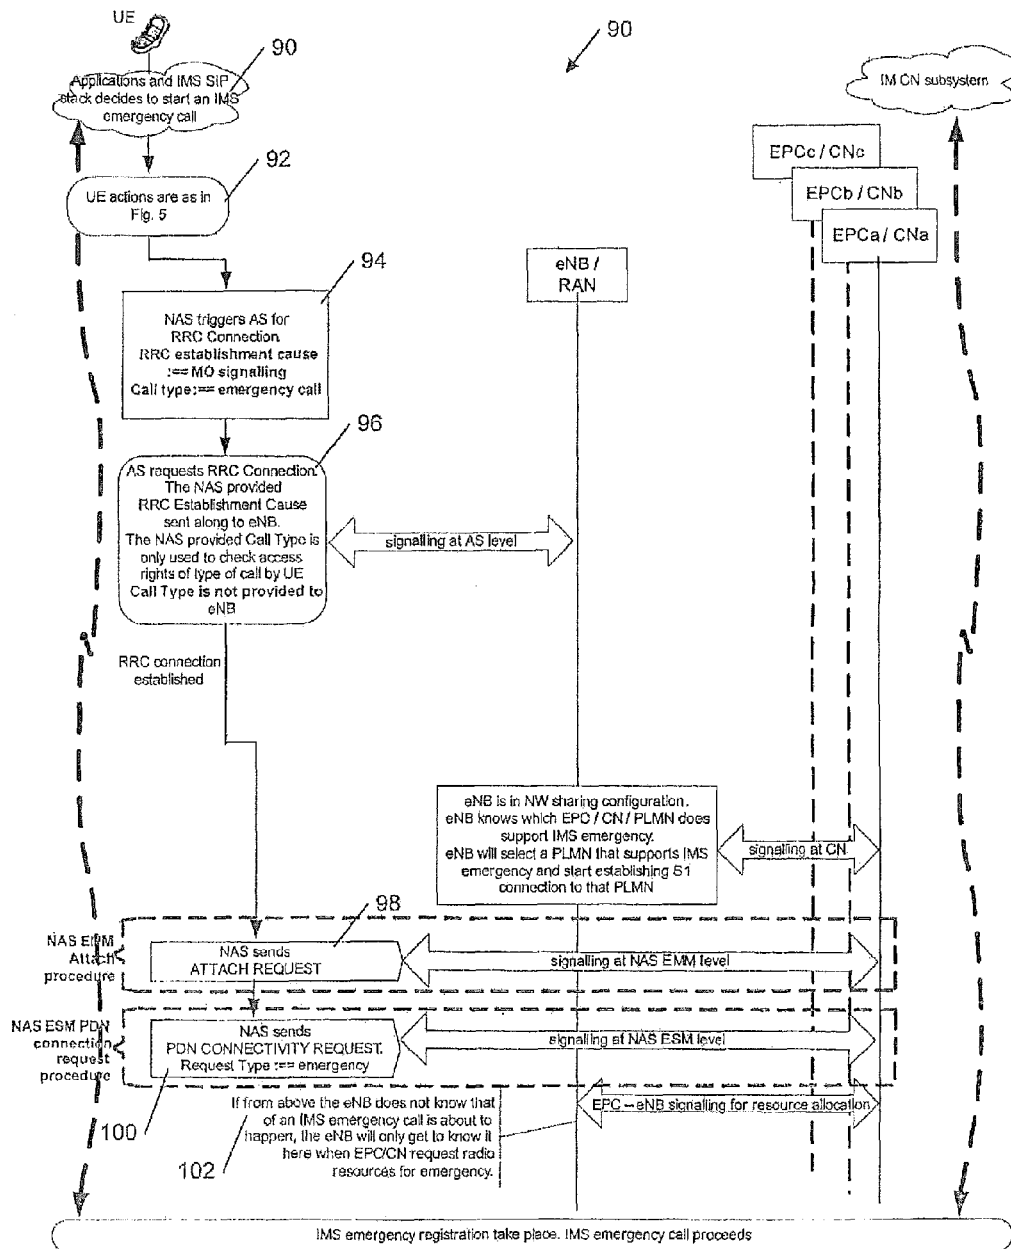 UE
90
90
Applications and IMS SIP
stack decides to start an IMS
emergency call
IM CN subsystem
EPCc / CNc
EPCb / CNb
EPCa / CNa
92
UE actions are as in
Fig. 5
eNB /
RAN
94
NAS triggers AS for
RRC Connection.
RRC establishment cause
:== MO signalling
Call type:== emergency call
96
AS requests RRC Connection.
The NAS provided
RRC Establishment Cause
sent along to eNB.
The NAS provided Call Type is
only used to check access
rights of type of call by UE
Call Type is not provided to
eNB
signalling at AS level
RRC connection
established
eNB is in NW sharing configuration.
eNB knows which EPC / CN / PLMN does
support IMS emergency.
eNB will select a PLMN that supports IMS
emergency and start establishing S1
connection to that PLMN
signalling at CN
98
NAS EMM
Attach
procedure
NAS sends
ATTACH REQUEST
signalling at NAS EMM level
NAS ESM PDN
connection
request
procedure
NAS sends
PDN CONNECTIVITY REQUEST.
Request Type :== emergency
signalling at NAS ESM level
100
If from above the eNB does not know that
of an IMS emergency call is about to
happen, the eNB will only get to know it
here when EPC/CN request radio
resources for emergency.
102
EPC – eNB signalling for resource allocation
IMS emergency registration take place. IMS emergency call proceeds